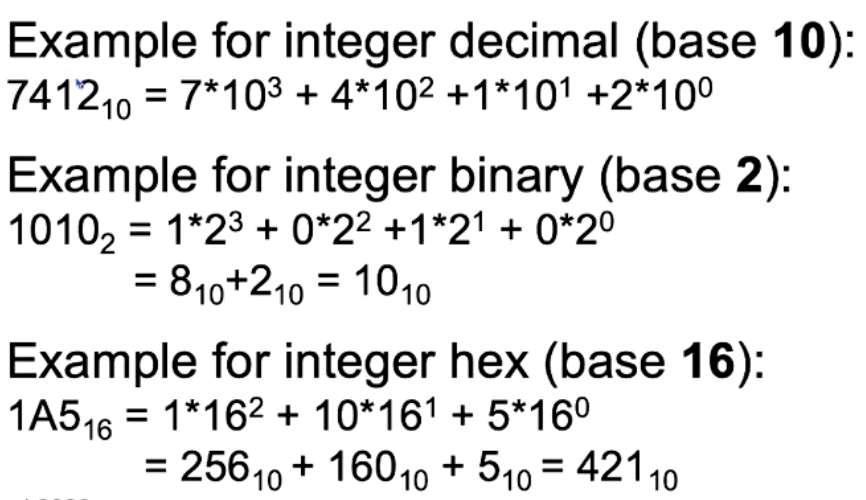 Example for integer decimal (base 10):
7412₁₀ = 7*10³ + 4*10² +1*10¹ +2*10⁰
Example for integer binary (base 2):
1010₂ = 1*2³ + 0*2² +1*2¹ + 0*2⁰
= 8₁₀+2₁₀ = 10₁₀
Example for integer hex (base 16):
1A5₁₆ = 1*16² + 10*16¹ + 5*16⁰
= 256₁₀ + 160₁₀ + 5₁₀ = 421₁₀